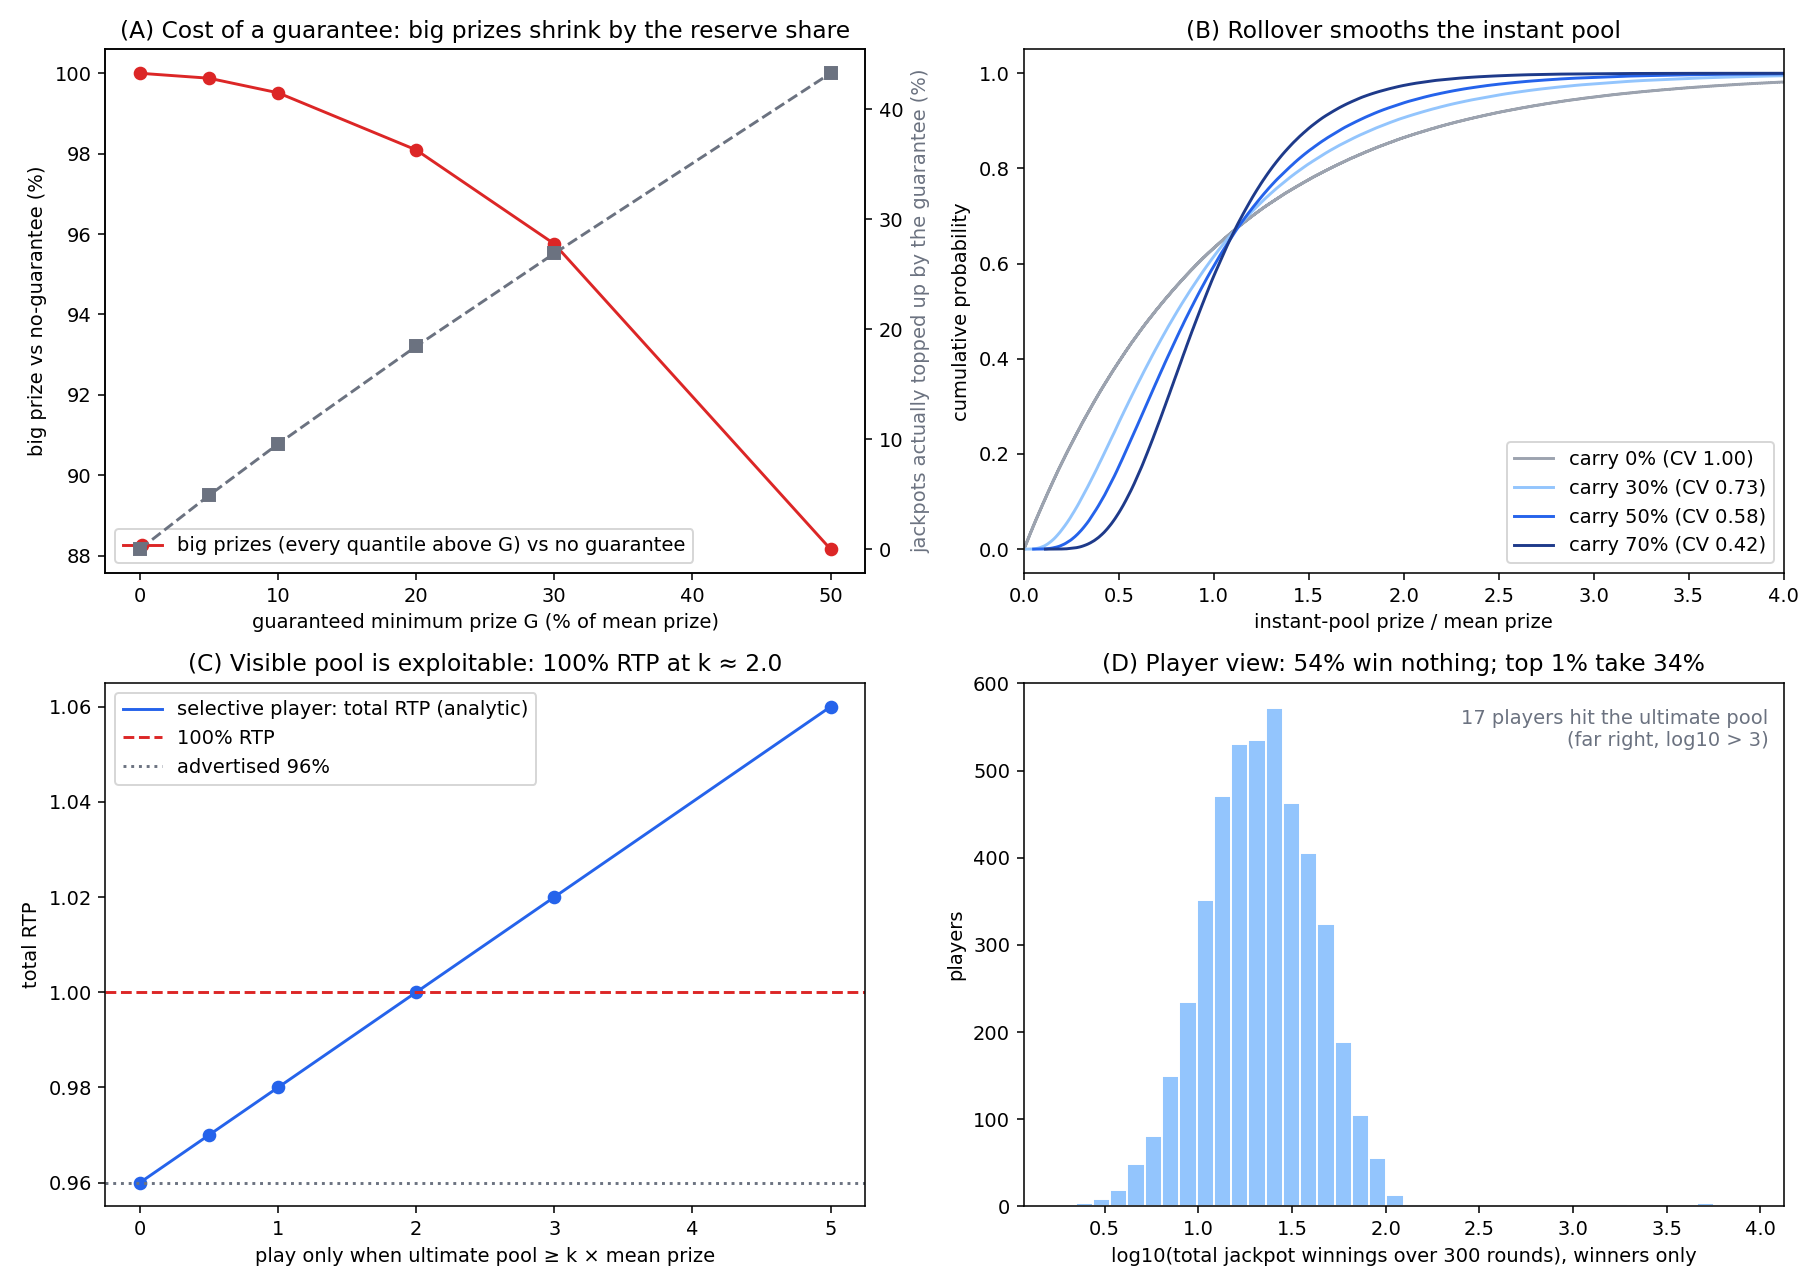 (A) Cost of a guarantee: big prizes shrink by the reserve share
100
98
96
94
92
90
88
big prize vs no-guarantee (%)
40
30
20
10
0
jackpots actually topped up by the guarantee (%)
big prizes (every quantile above G) vs no guarantee
0
10
20
30
40
50
guaranteed minimum prize G (% of mean prize)
(B) Rollover smooths the instant pool
1.0
0.8
0.6
0.4
0.2
0.0
cumulative probability
carry 0% (CV 1.00)
carry 30% (CV 0.73)
carry 50% (CV 0.58)
carry 70% (CV 0.42)
0.0
0.5
1.0
1.5
2.0
2.5
3.0
3.5
4.0
instant-pool prize / mean prize
(C) Visible pool is exploitable: 100% RTP at k ≈ 2.0
1.06
1.04
1.02
1.00
0.98
0.96
total RTP
selective player: total RTP (analytic)
100% RTP
advertised 96%
0
1
2
3
4
5
play only when ultimate pool ≥ k × mean prize
(D) Player view: 54% win nothing; top 1% take 34%
600
500
400
300
200
100
0
players
17 players hit the ultimate pool
(far right, log10 > 3)
0.5
1.0
1.5
2.0
2.5
3.0
3.5
4.0
log10(total jackpot winnings over 300 rounds), winners only